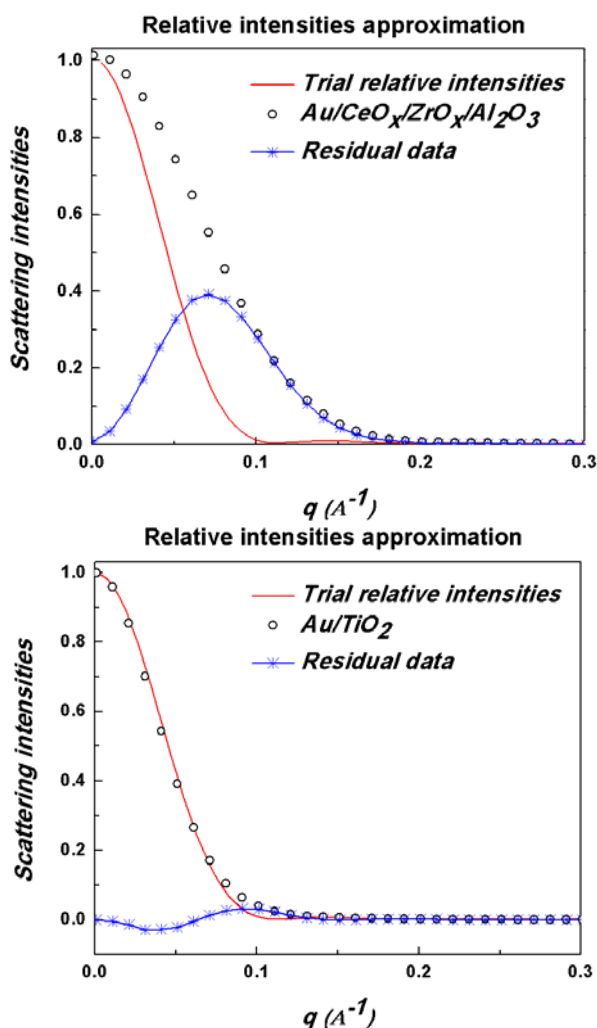 Relative intensities approximation
Scattering intensities
1.0
0.8
0.6
0.4
0.2
0.0
Trial relative intensities
Au/CeOₓ/ZrOₓ/Al₂O₃
Residual data
0.0 0.1 0.2 0.3
q (A⁻¹)
Relative intensities approximation
Scattering intensities
1.0
0.8
0.6
0.4
0.2
0.0
Trial relative intensities
Au/TiO₂
Residual data
0.0 0.1 0.2 0.3
q (A⁻¹)